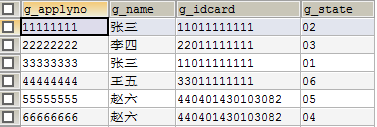 g_applyno g_name g_idcard g_state
11111111 张三 11011111111 02
22222222 李四 22011111111 03
33333333 张三 11011111111 01
44444444 王五 33011111111 06
55555555 赵六 440401430103082 05
66666666 赵六 440401430103082 04